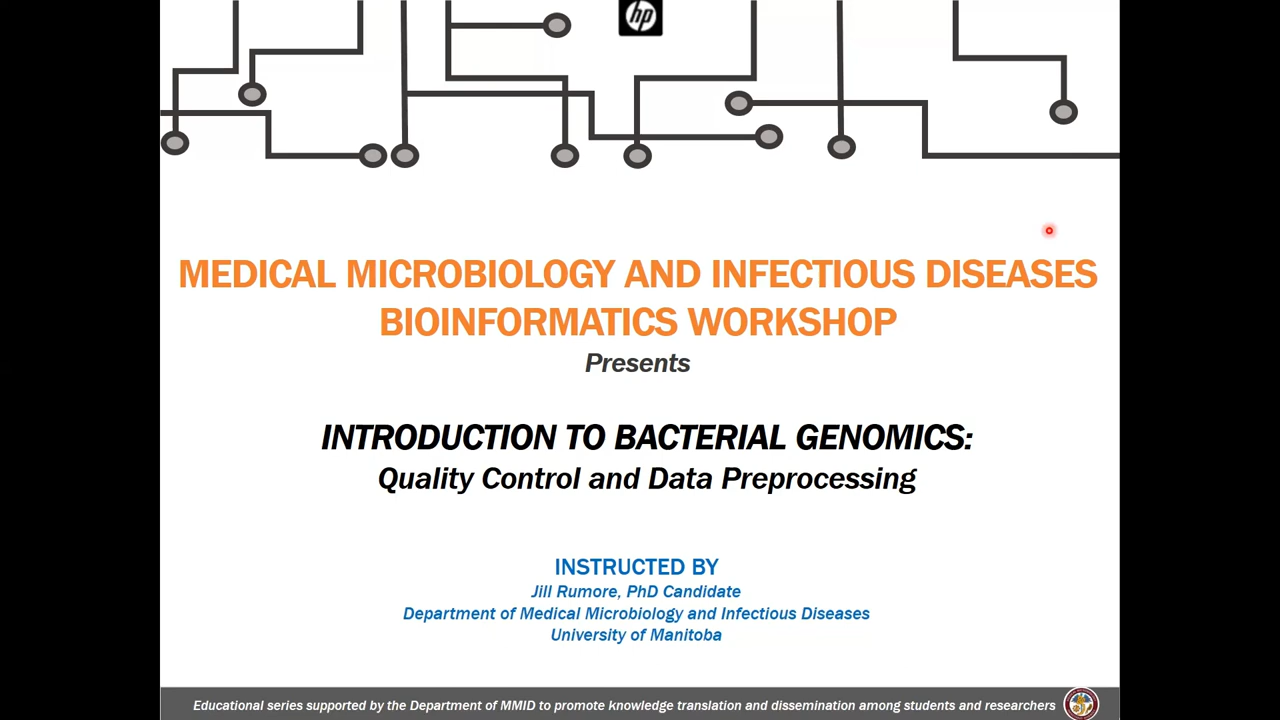 hp
MEDICAL MICROBIOLOGY AND INFECTIOUS DISEASES
BIOINFORMATICS WORKSHOP
Presents
INTRODUCTION TO BACTERIAL GENOMICS:
Quality Control and Data Preprocessing
INSTRUCTED BY
Jill Rumore, PhD Candidate
Department of Medical Microbiology and Infectious Diseases
University of Manitoba
Educational series supported by the Department of MMID to promote knowledge translation and dissemination among students and researchers